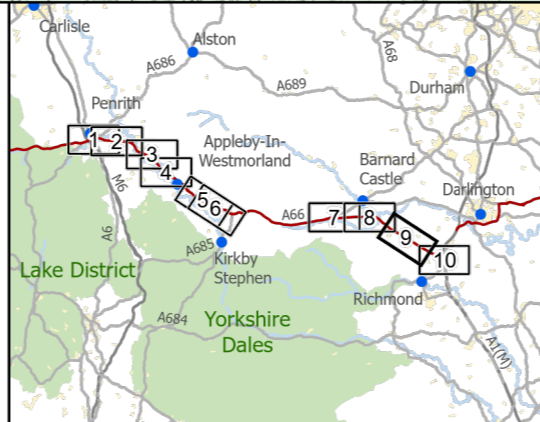 Carlisle
Alston
A686
A68
A689
Durham
Penrith
1
2
3
4
5
6
Appleby-In-
Westmorland
Barnard
Castle
Darlington
M6
A6
A66
7
8
9
10
A685
Kirkby
Stephen
Lake District
Richmond
A684
Yorkshire
Dales
A1(M)